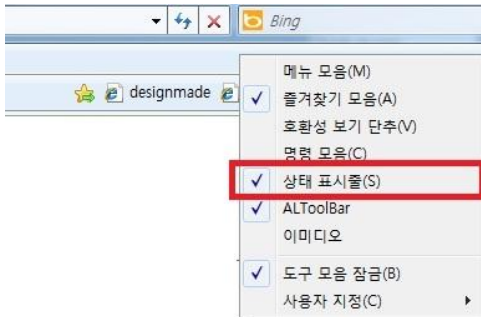 Bing
designmade
메뉴 모음(M)
즐겨찾기 모음(A)
호환성 보기 단추(V)
명령 모음(C)
상태 표시줄(S)
ALToolBar
이미디오
도구 모음 잠금(B)
사용자 지정(C)